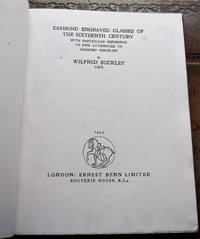 DIAMOND ENGRAVED GLASSES OF
THE SIXTEENTH CENTURY
WITH PARTICULAR REFERENCE
TO FIVE ATTRIBUTED TO
GIACOMO VERZELINI
By
WILFRED BUCKLEY
O.B.E.
1929
LONDON: ERNEST BENN LIMITED
BOUVERIE HOUSE, E.C.4